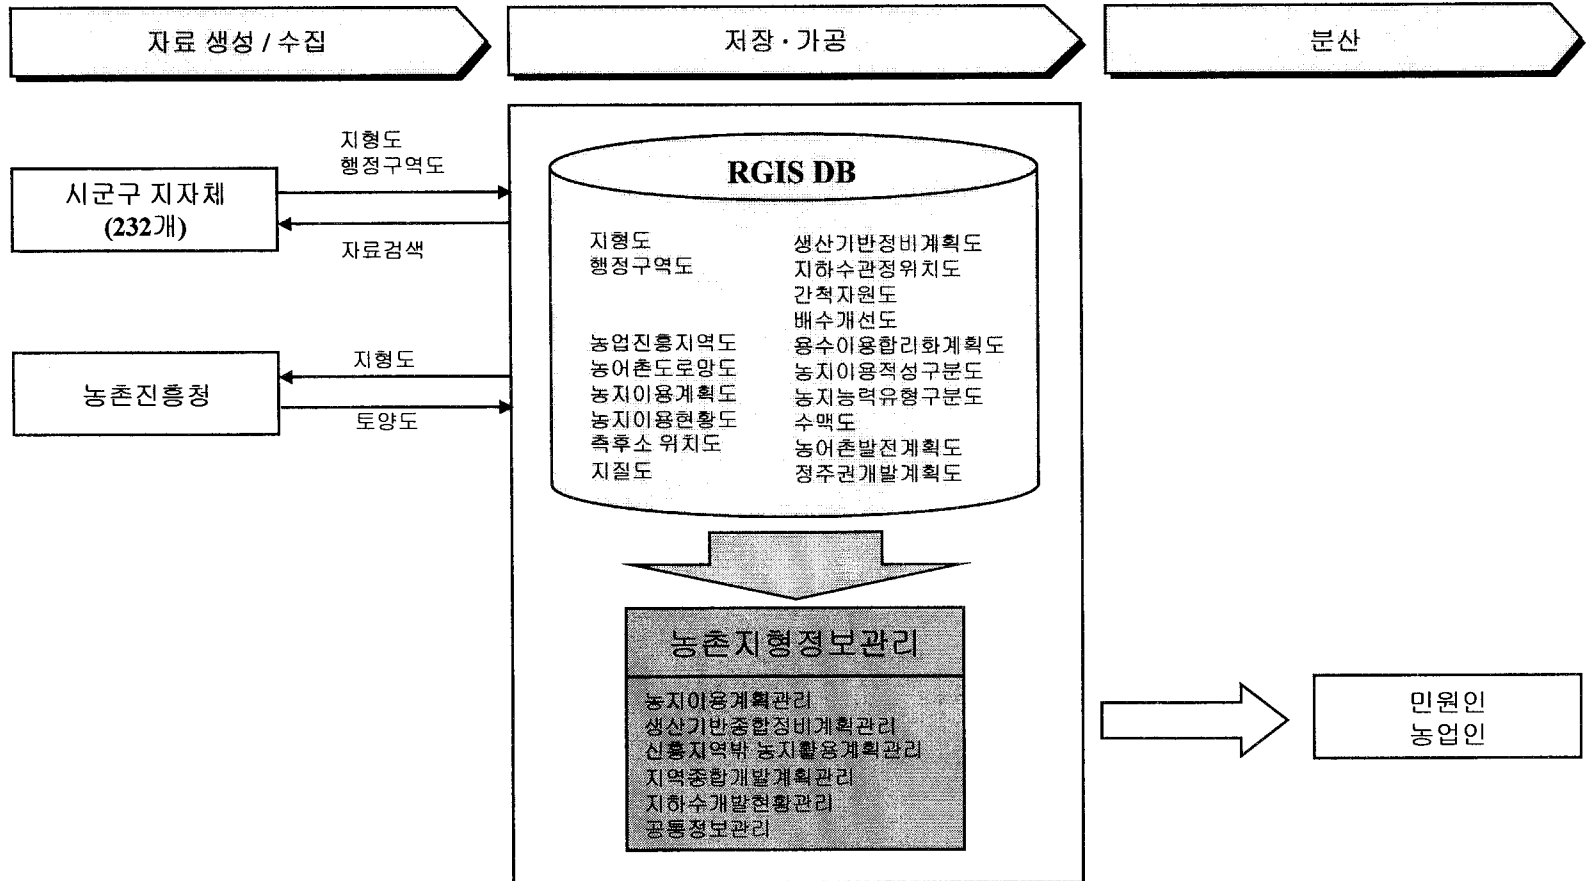 자료 생성 / 수집
저장 · 가공
분산
지형도
행정구역도
시군구 지자체
(232개)
자료검색
지형도
농촌진흥청
토양도
RGIS DB
지형도
행정구역도
농업진흥지역도
농어촌도로망도
농지이용계획도
농지이용현황도
측후소 위치도
지질도
생산기반정비계획도
지하수관정위치도
간척자원도
배수개선도
용수이용합리화계획도
농지이용적성구분도
농지능력유형구분도
수맥도
농어촌발전계획도
정주권개발계획도
농촌지형정보관리
농지이용계획관리
생산기반종합정비계획관리
신흥지역밖 농지활용계획관리
지역종합개발계획관리
지하수개발현황관리
공통정보관리
민원인
농업인